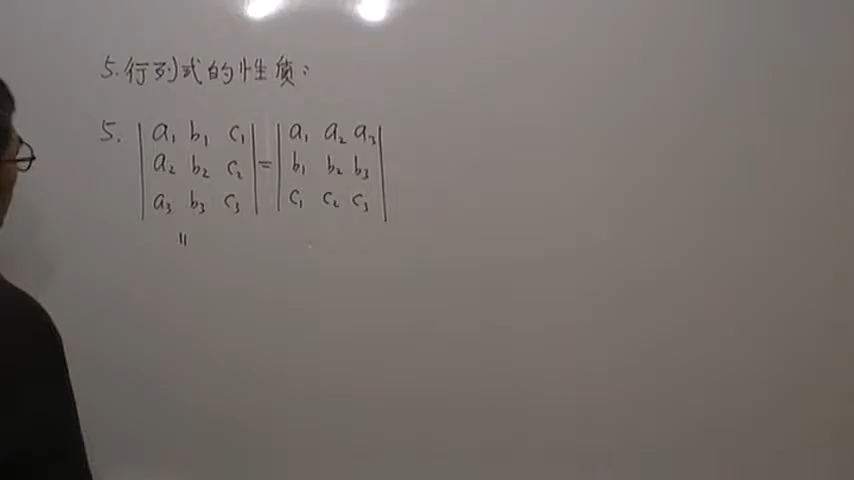 5.行列式的性质:
5. | a₁ b₁ c₁ | = | a₁ a₂ a₃ |
| a₂ b₂ c₂ | | b₁ b₂ b₃ |
| a₃ b₃ c₃ | | c₁ c₂ c₃ |
॥